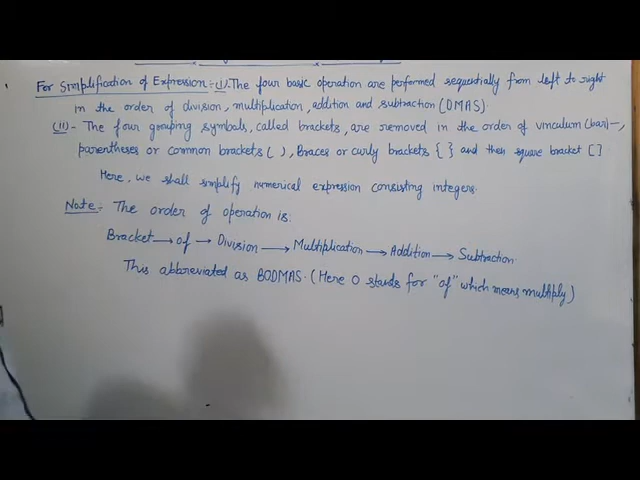 For Simplification of Expression:- (i). The four basic operation are performed sequentially from left to right
in the order of division, multiplication, addition and subtraction (DMAS)
(ii)- The four grouping symbols, called brackets, are removed in the order of vinculum (bar) —,
parentheses or common brackets ( ), Braces or curly brackets { } and then square bracket [ ]
Here, we shall simplify numerical expression consisting integers.
Note:- The order of operation is:
Bracket → of → Division → Multiplication → Addition → Subtraction.
This abbreviated as BODMAS. (Here O stands for "of" which means multiply)